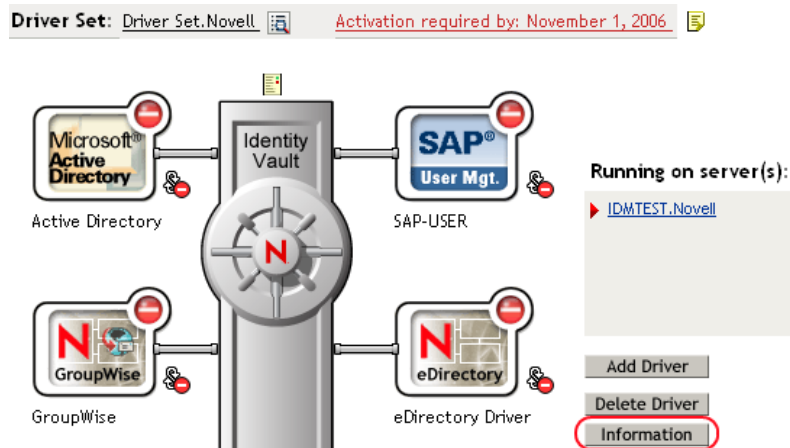 Driver Set: Driver Set.Novell Activation required by: November 1, 2006
Microsoft®
Active
Directory
Active Directory
Identity
Vault
N
SAP®
User Mgt.
SAP-USER
Running on server(s):
IDMTEST.Novell
N
GroupWise
GroupWise
N
eDirectory
eDirectory Driver
Add Driver
Delete Driver
Information